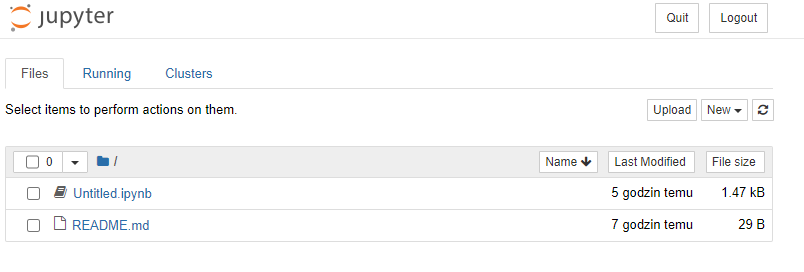 jupyter Quit Logout
Files Running Clusters
Select items to perform actions on them. Upload New
0 / Name Last Modified File size
Untitled.ipynb 5 godzin temu 1.47 kB
README.md 7 godzin temu 29 B